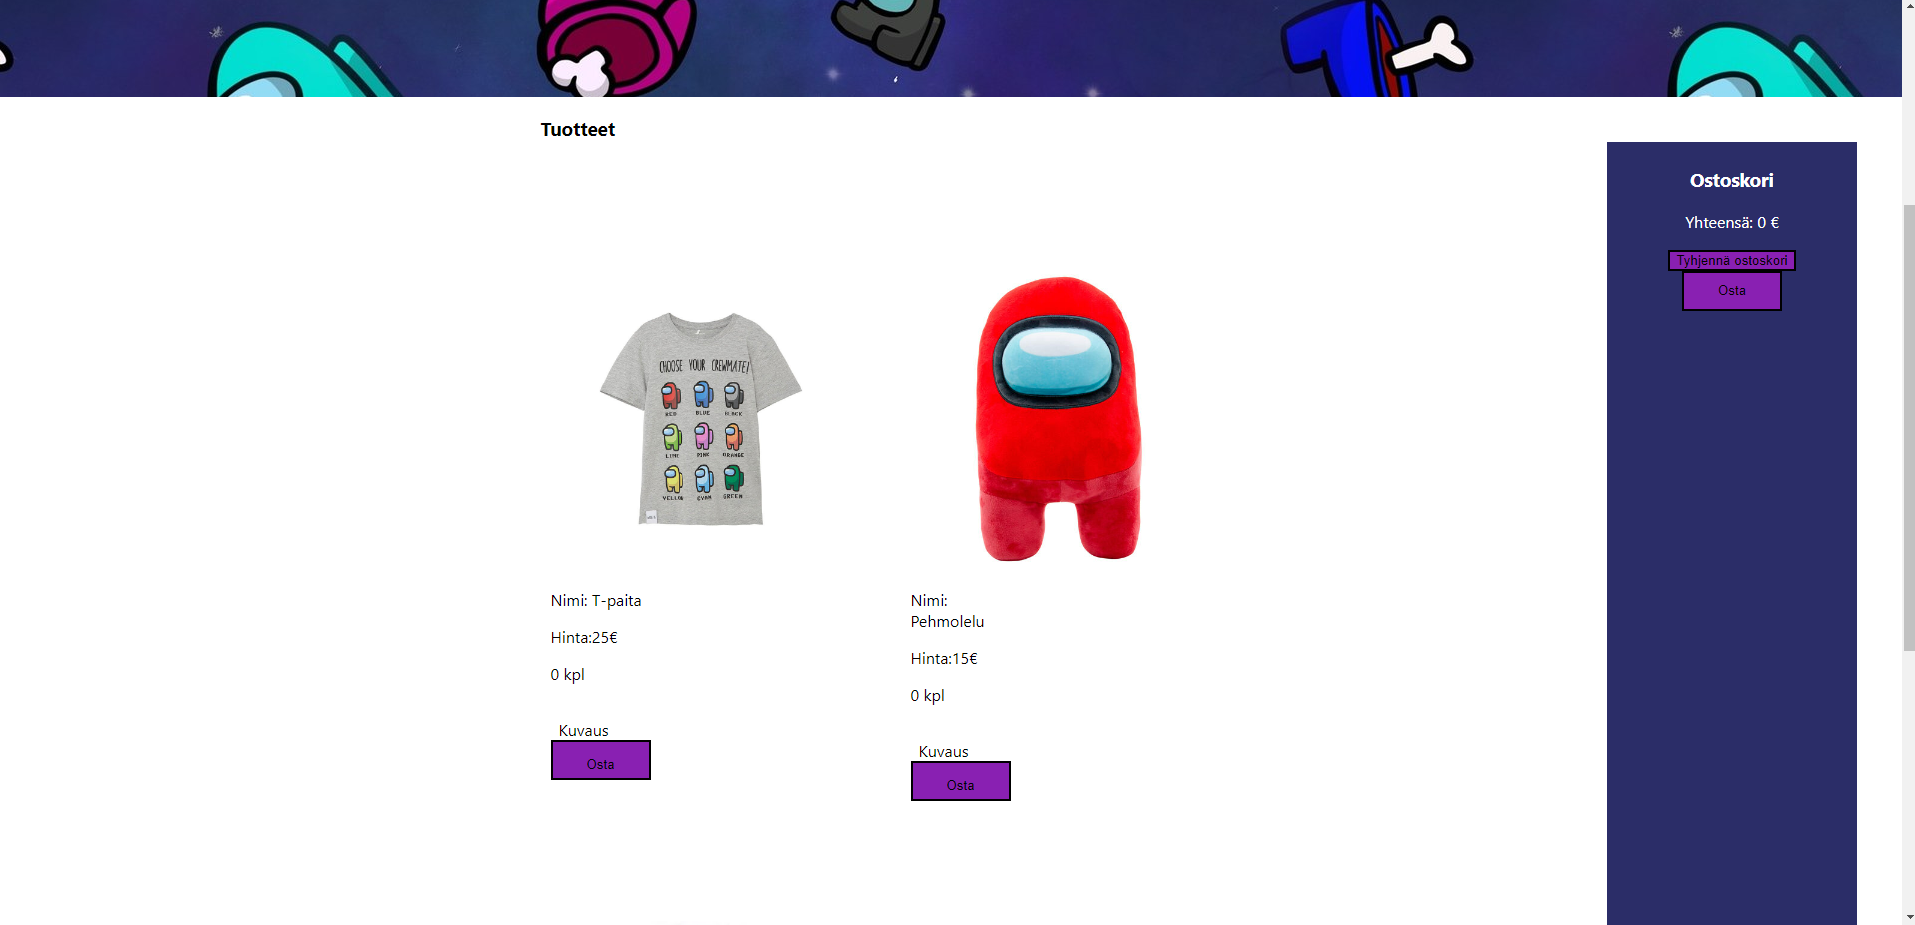 Tuotteet
Ostoskori
Yhteensä: 0 €
Tyhjennä ostoskori
Osta
CHOOSE YOUR CREWMATE!
RED BLUE BLACK
LIME PINK ORANGE
YELLOW CYAN GREEN
Nimi: T-paita
Hinta:25€
0 kpl
Kuvaus
Osta
Nimi:
Pehmolelu
Hinta:15€
0 kpl
Kuvaus
Osta